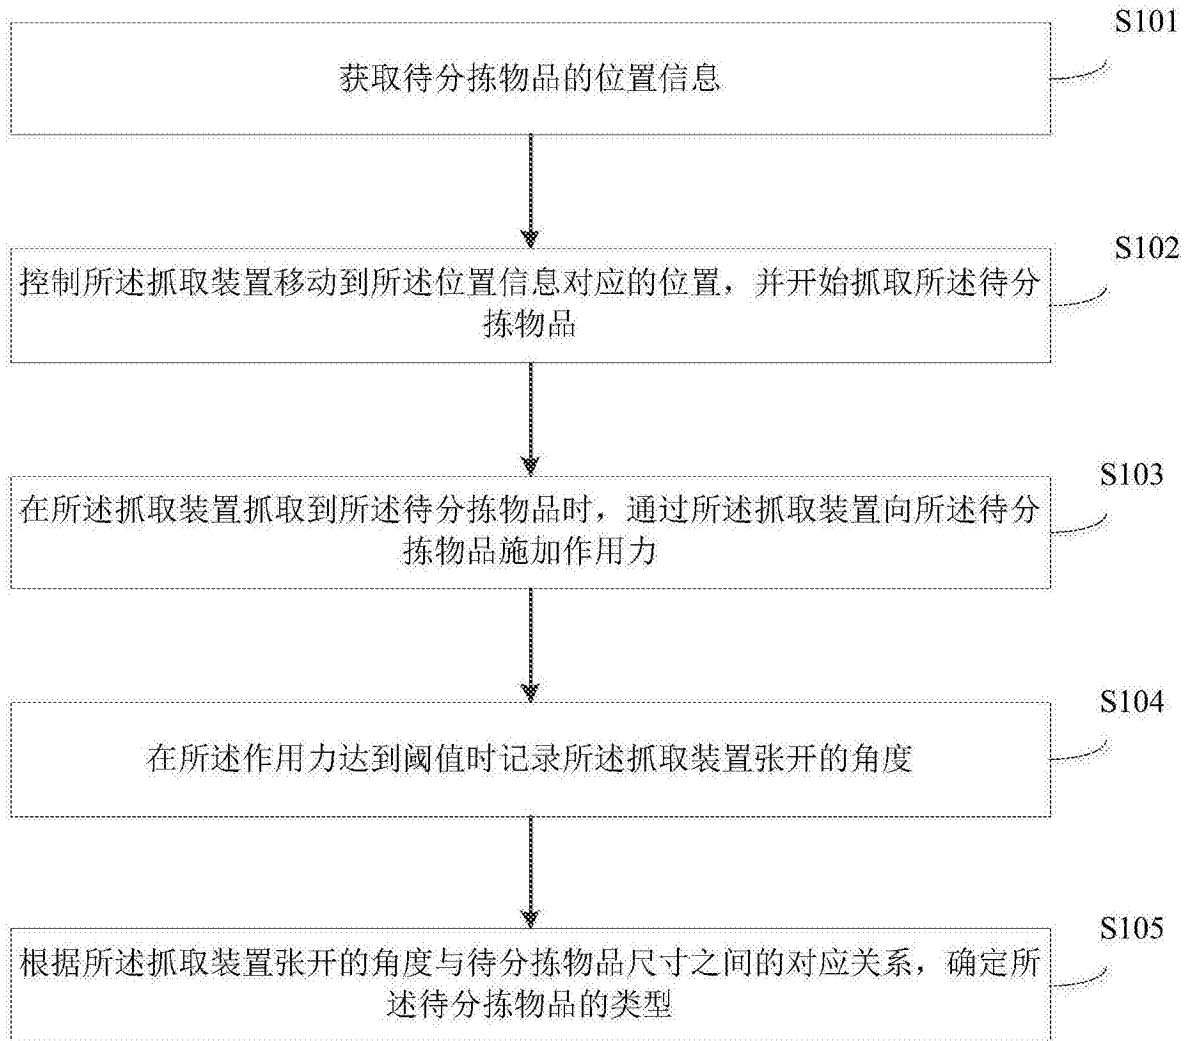 S101
获取待分拣物品的位置信息
S102
控制所述抓取装置移动到所述位置信息对应的位置，并开始抓取所述待分
拣物品
S103
在所述抓取装置抓取到所述待分拣物品时，通过所述抓取装置向所述待分
拣物品施加作用力
S104
在所述作用力达到阈值时记录所述抓取装置张开的角度
S105
根据所述抓取装置张开的角度与待分拣物品尺寸之间的对应关系，确定所
述待分拣物品的类型